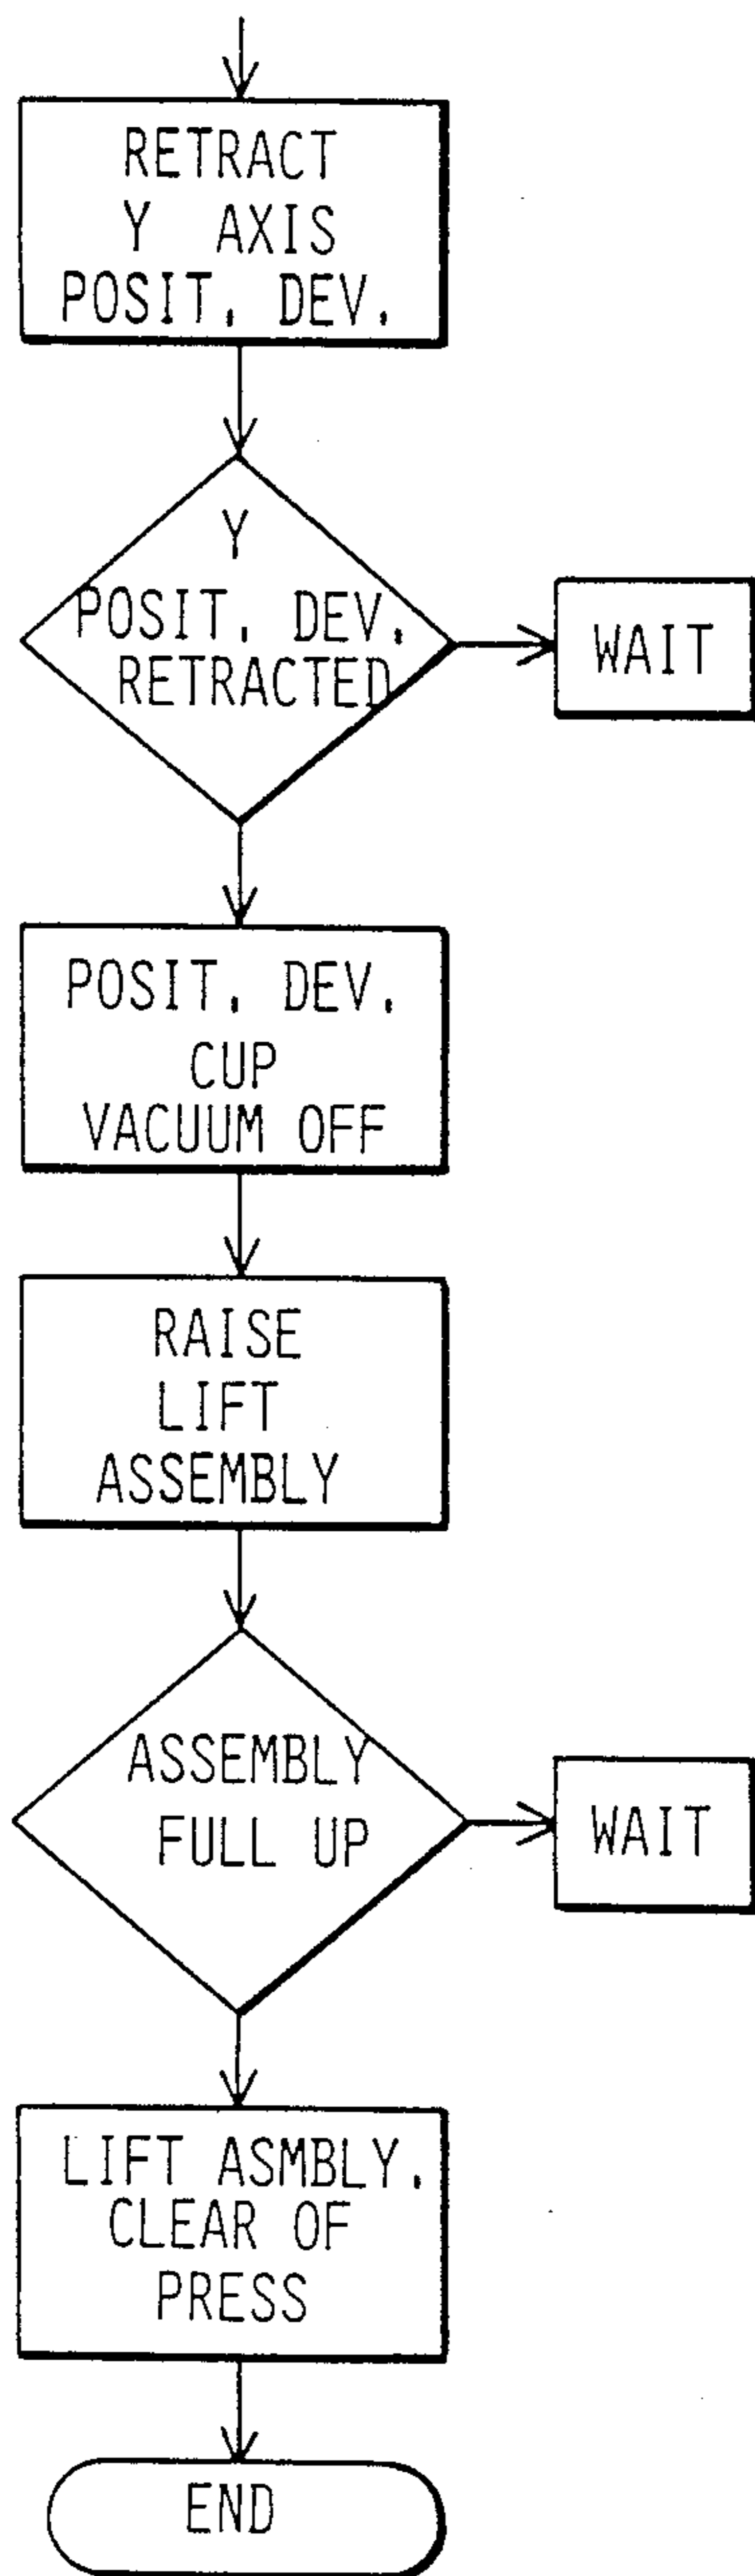 RETRACT
Y AXIS
POSIT. DEV.
Y
POSIT. DEV.
RETRACTED
WAIT
POSIT. DEV.
CUP
VACUUM OFF
RAISE
LIFT
ASSEMBLY
ASSEMBLY
FULL UP
WAIT
LIFT ASMBLY.
CLEAR OF
PRESS
END